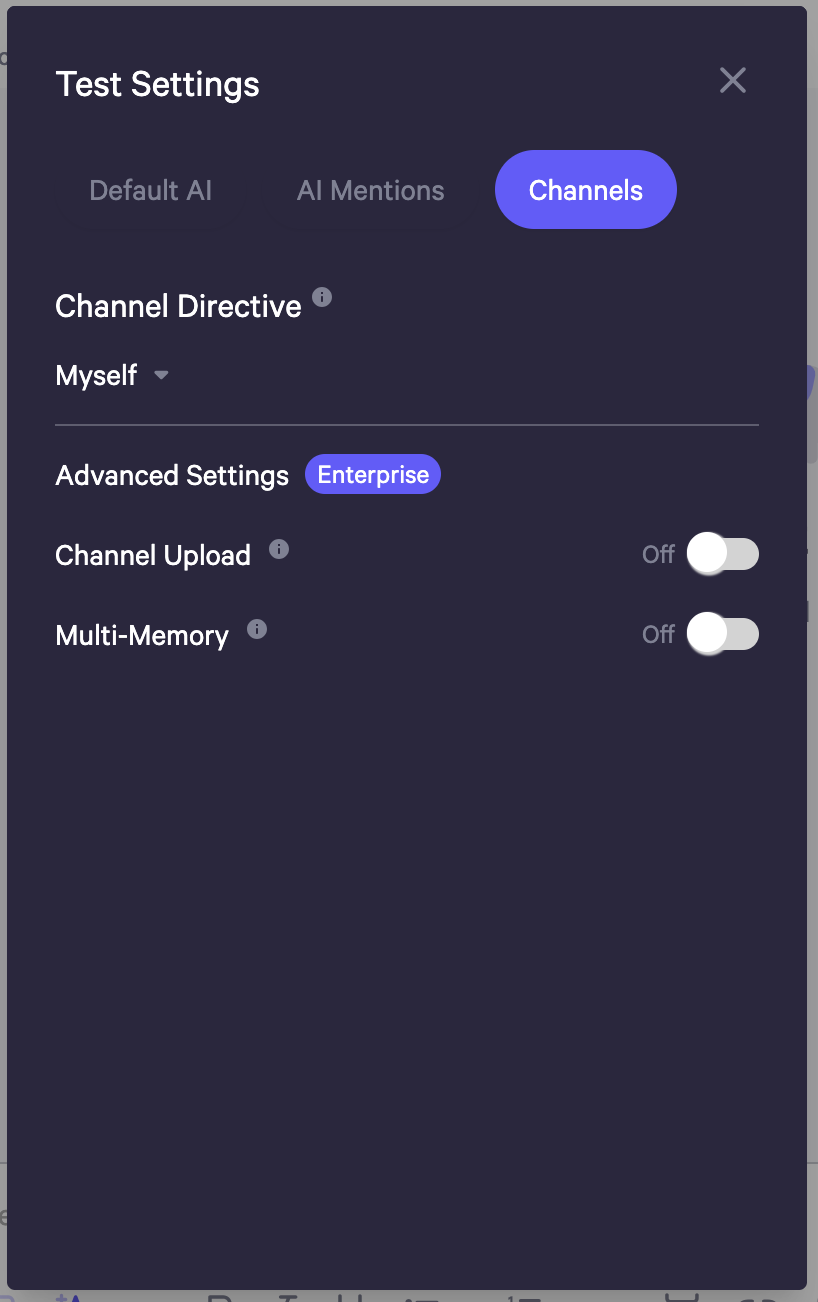 Test Settings
Default AI AI Mentions Channels
Channel Directive
Myself
Advanced Settings Enterprise
Channel Upload Off
Multi-Memory Off